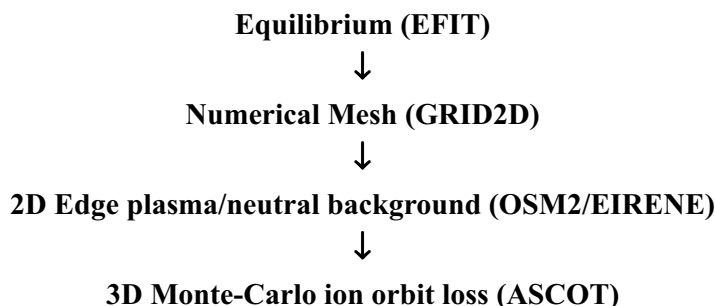 Equilibrium (EFIT)
↓
Numerical Mesh (GRID2D)
↓
2D Edge plasma/neutral background (OSM2/EIRENE)
↓
3D Monte-Carlo ion orbit loss (ASCOT)